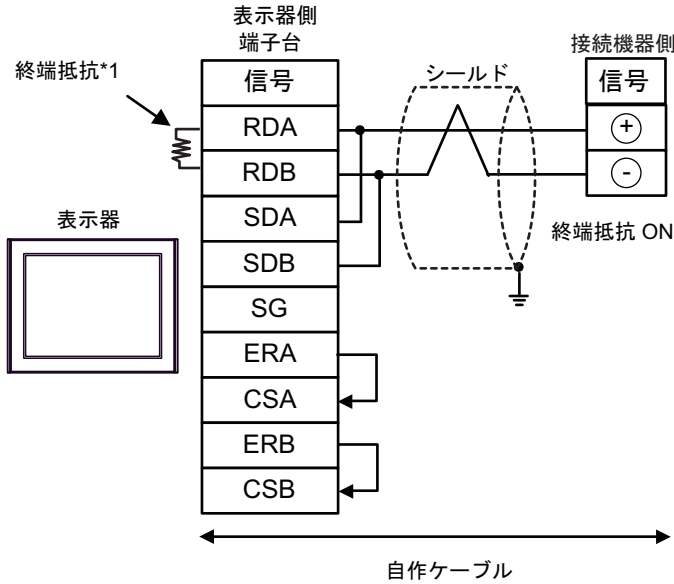 表示器側
端子台
接続機器側
終端抵抗*1
シールド
信号
信号
RDA
+
RDB
-
SDA
表示器
終端抵抗 ON
SDB
SG
ERA
CSA
ERB
CSB
自作ケーブル